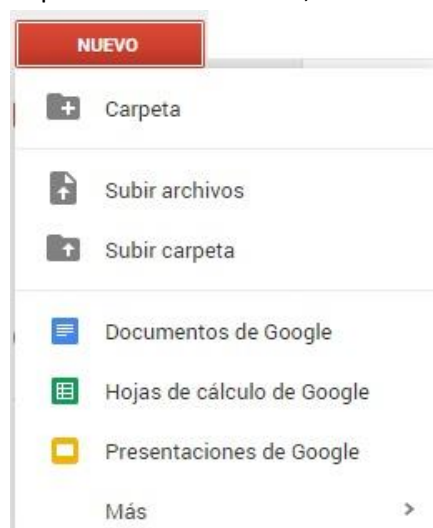 NUEVO
Carpeta
Subir archivos
Subir carpeta
Documentos de Google
Hojas de cálculo de Google
Presentaciones de Google
Más